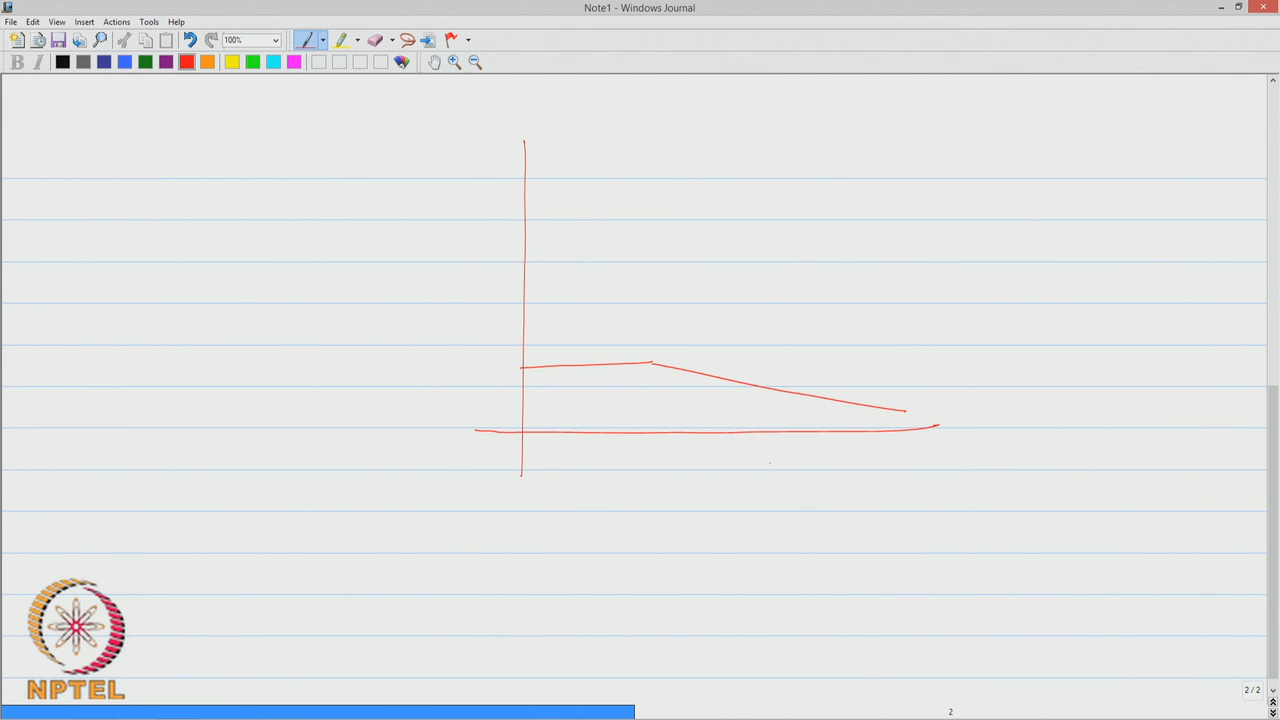 Note1 - Windows Journal
File Edit View Insert Actions Tools Help
100%
B I
NPTEL
2 / 2
2